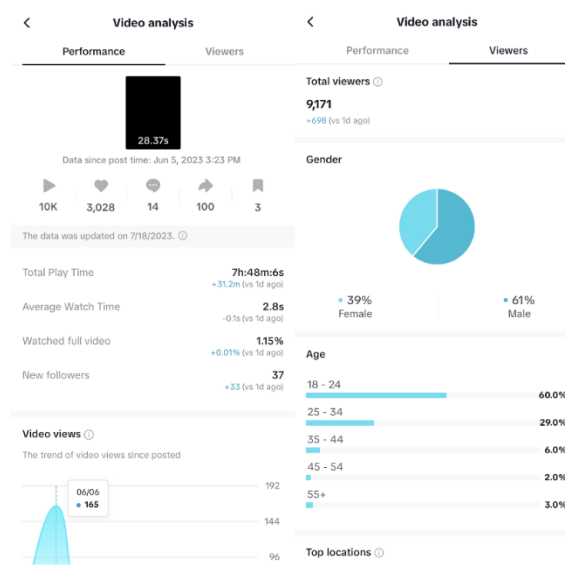 Video analysis
Performance
Viewers
28.37s
Data since post time: Jun 5, 2023 3:23 PM
10K
3,028
14
100
3
The data was updated on 7/18/2023.
Total Play Time
7h:48m:6s
+31.2m (vs 1d ago)
Average Watch Time
2.8s
-0.1s (vs 1d ago)
Watched full video
1.15%
+0.01% (vs 1d ago)
New followers
37
+33 (vs 1d ago)
Video views
The trend of video views since posted
06/06
165
192
144
96
Video analysis
Performance
Viewers
Total viewers
9,171
+698 (vs 1d ago)
Gender
39%
Female
61%
Male
Age
18 - 24
60.0%
25 - 34
29.0%
35 - 44
6.0%
45 - 54
2.0%
55+
3.0%
Top locations